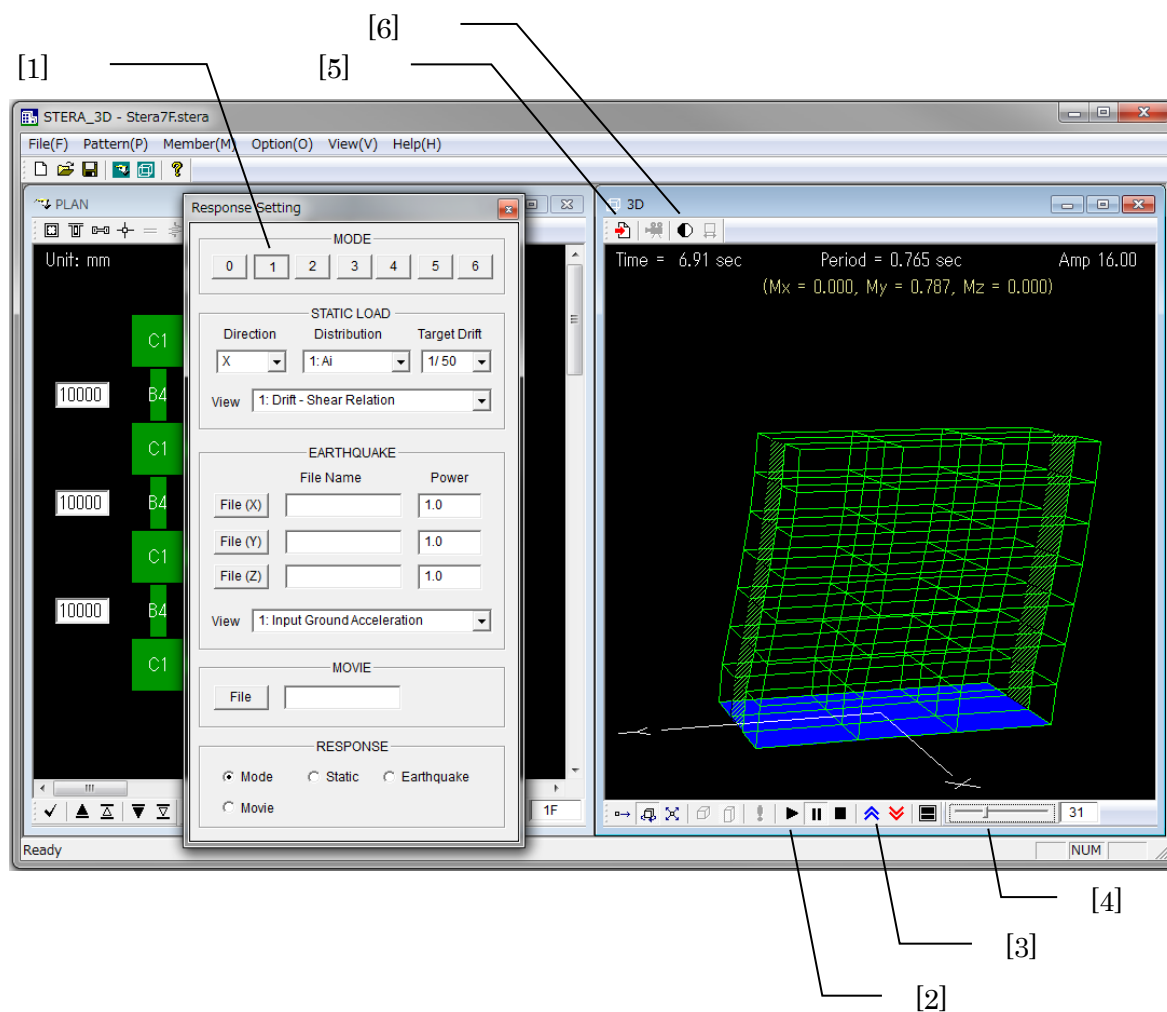 [6]
[1]
[5]
STERA_3D - Stera7F.stera
File(F) Pattern(P) Member(M) Option(O) View(V) Help(H)
PLAN
Unit: mm
C1
10000 B4
C1
10000 B4
C1
10000 B4
C1
1F
Response Setting
MODE
0 1 2 3 4 5 6
STATIC LOAD
Direction Distribution Target Drift
X 1: Ai 1/ 50
View 1: Drift - Shear Relation
EARTHQUAKE
File Name Power
File (X) 1.0
File (Y) 1.0
File (Z) 1.0
View 1: Input Ground Acceleration
MOVIE
File
RESPONSE
Mode Static Earthquake
Movie
3D
Time = 6.91 sec Period = 0.765 sec Amp 16.00
(Mx = 0.000, My = 0.787, Mz = 0.000)
31
Ready
NUM
[4]
[3]
[2]